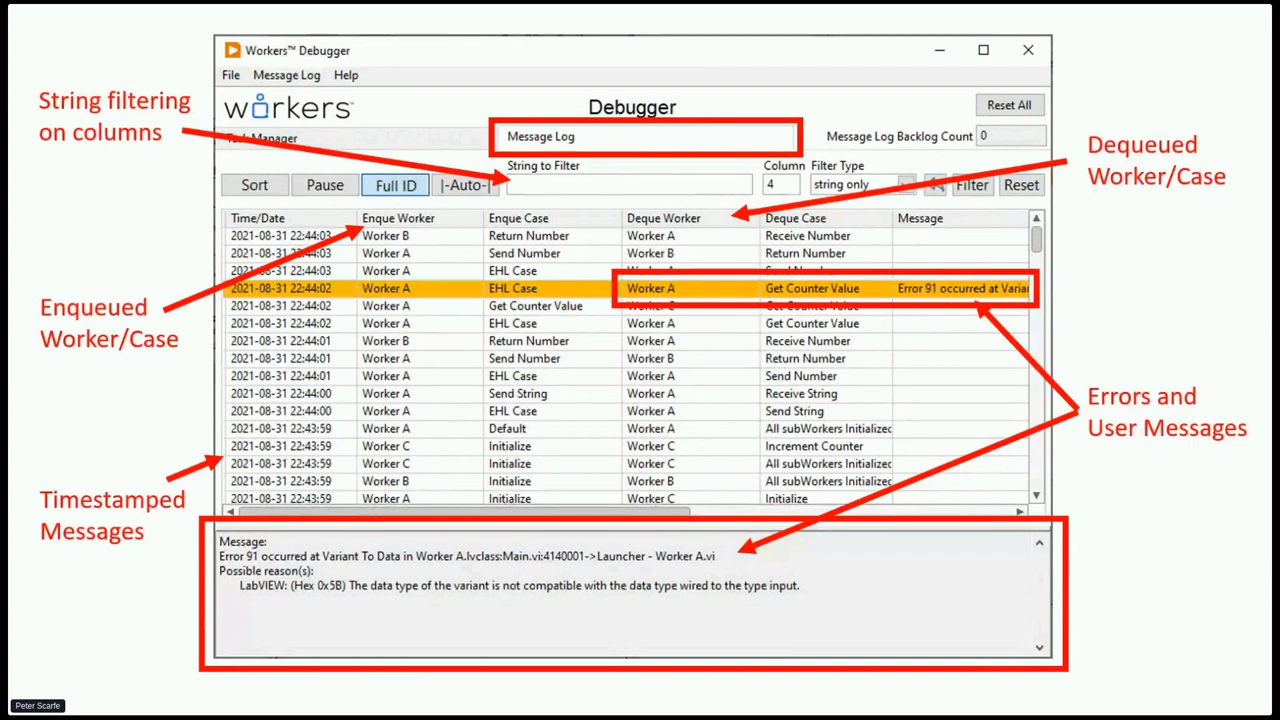 Workers™ Debugger
File Message Log Help
workers™
Debugger
Reset All
String filtering
on columns
Task Manager
Message Log
Message Log Backlog Count 0
Dequeued
Worker/Case
String to Filter Column Filter Type
Sort Pause Full ID |-Auto-| 4 string only Filter Reset
Time/Date Enque Worker Enque Case Deque Worker Deque Case Message
2021-08-31 22:44:03 Worker B Return Number Worker A Receive Number
2021-08-31 22:44:03 Worker A Send Number Worker B Return Number
2021-08-31 22:44:03 Worker A EHL Case Worker A Send Number
2021-08-31 22:44:02 Worker A EHL Case Worker A Get Counter Value Error 91 occurred at Varian
2021-08-31 22:44:02 Worker A Get Counter Value Worker C Get Counter Value
2021-08-31 22:44:02 Worker A EHL Case Worker A Get Counter Value
2021-08-31 22:44:01 Worker B Return Number Worker A Receive Number
2021-08-31 22:44:01 Worker A Send Number Worker B Return Number
2021-08-31 22:44:01 Worker A EHL Case Worker A Send Number
2021-08-31 22:44:00 Worker A Send String Worker A Receive String
2021-08-31 22:44:00 Worker A EHL Case Worker A Send String
2021-08-31 22:43:59 Worker A Default Worker A All subWorkers Initialized
2021-08-31 22:43:59 Worker C Initialize Worker C Increment Counter
2021-08-31 22:43:59 Worker C Initialize Worker C All subWorkers Initialized
2021-08-31 22:43:59 Worker B Initialize Worker B All subWorkers Initialized
2021-08-31 22:43:59 Worker A Initialize Worker C Initialize
Enqueued
Worker/Case
Errors and
User Messages
Timestamped
Messages
Message:
Error 91 occurred at Variant To Data in Worker A.lvclass:Main.vi:4140001->Launcher - Worker A.vi
Possible reason(s):
LabVIEW: (Hex 0x5B) The data type of the variant is not compatible with the data type wired to the type input.
Peter Scarfe